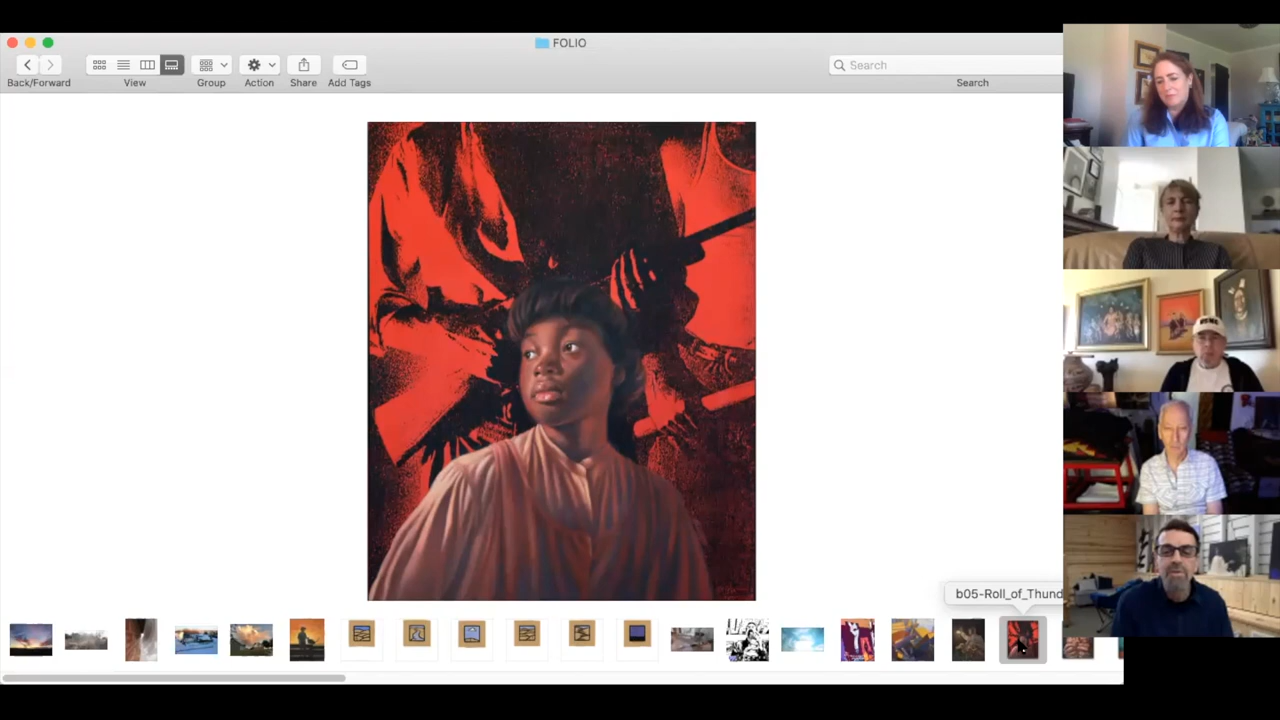 FOLIO
Back/Forward
View
Group
Action
Share
Add Tags
Search
Search
b05-Roll_of_Thund